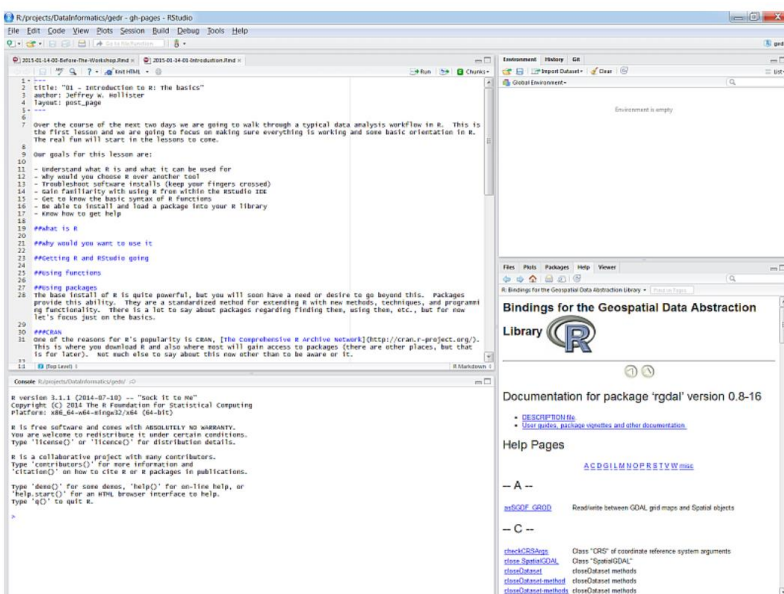 R:/projects/DataInformatics/gedr - gh-pages - RStudio
File Edit Code View Plots Session Build Debug Tools Help
Go to file/function
2015-01-14-00-Before-The-Workshop.Rmd × 2015-01-14-01-Introduction.Rmd ×
Knit HTML Run Chunks
1 ---
2 title: "01 - Introduction to R: The basics"
3 author: Jeffrey W. Hollister
4 layout: post_page
5 ---
6
7 Over the course of the next two days we are going to walk through a typical data analysis workflow in R. This is
the first lesson and we are going to focus on making sure everything is working and some basic orientation in R.
The real fun will start in the lessons to come.
8
9 Our goals for this lesson are:
10
11 - Understand what R is and what it can be used for
12 - Why would you choose R over another tool
13 - Troubleshoot software installs (keep your fingers crossed)
14 - Gain familiarity with using R from within the RStudio IDE
15 - Get to know the basic syntax of R functions
16 - Be able to install and load a package into your R library
17 - Know how to get help
18
19 ##What is R
20
21 ##Why would you want to use it
22
23 ##Getting R and RStudio going
24
25 ##Using functions
26
27 ##Using packages
28 The base install of R is quite powerful, but you will soon have a need or desire to go beyond this. Packages
provide this ability. They are a standardized method for extending R with new methods, techniques, and programmi
ng functionality. There is a lot to say about packages regarding finding them, using them, etc., but for now
let's focus just on the basics.
29
30 ###CRAN
31 One of the reasons for R's popularity is CRAN, [The Comprehensive R Archive Network](http://cran.r-project.org/).
This is where you download R and also where most will gain access to packages (there are other places, but that
is for later). Not much else to say about this now other than to be aware of it.
1:1 (Top Level) R Markdown
Console R:/projects/DataInformatics/gedr/
R version 3.1.1 (2014-07-10) -- "Sock it to Me"
Copyright (C) 2014 The R Foundation for Statistical Computing
Platform: x86_64-w64-mingw32/x64 (64-bit)
R is free software and comes with ABSOLUTELY NO WARRANTY.
You are welcome to redistribute it under certain conditions.
Type 'license()' or 'licence()' for distribution details.
R is a collaborative project with many contributors.
Type 'contributors()' for more information and
'citation()' on how to cite R or R packages in publications.
Type 'demo()' for some demos, 'help()' for on-line help, or
'help.start()' for an HTML browser interface to help.
Type 'q()' to quit R.
>
Environment History Git
Import Dataset Clear List
Global Environment
Environment is empty
Files Plots Packages Help Viewer
R: Bindings for the Geospatial Data Abstraction Library Find in Topic
Bindings for the Geospatial Data Abstraction
Library R
Documentation for package 'rgdal' version 0.8-16
DESCRIPTION file.
User guides, package vignettes and other documentation.
Help Pages
A C D G I L M N O P R S T V W misc
-- A --
asSGDF_GROD Read/write between GDAL grid maps and Spatial objects
-- C --
checkCRSArgs Class "CRS" of coordinate reference system arguments
close.SpatialGDAL Class "SpatialGDAL"
closeDataset closeDataset methods
closeDataset-method closeDataset methods
closeDataset-methods closeDataset methods